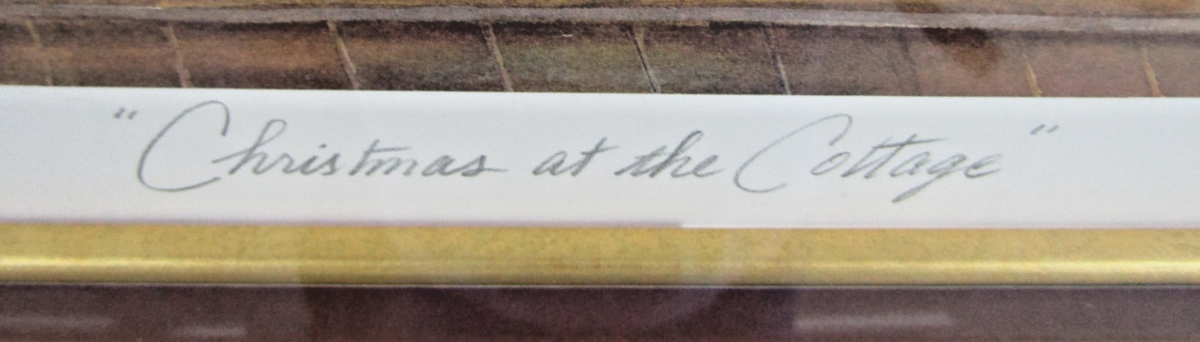 "Christmas at the Cottage"